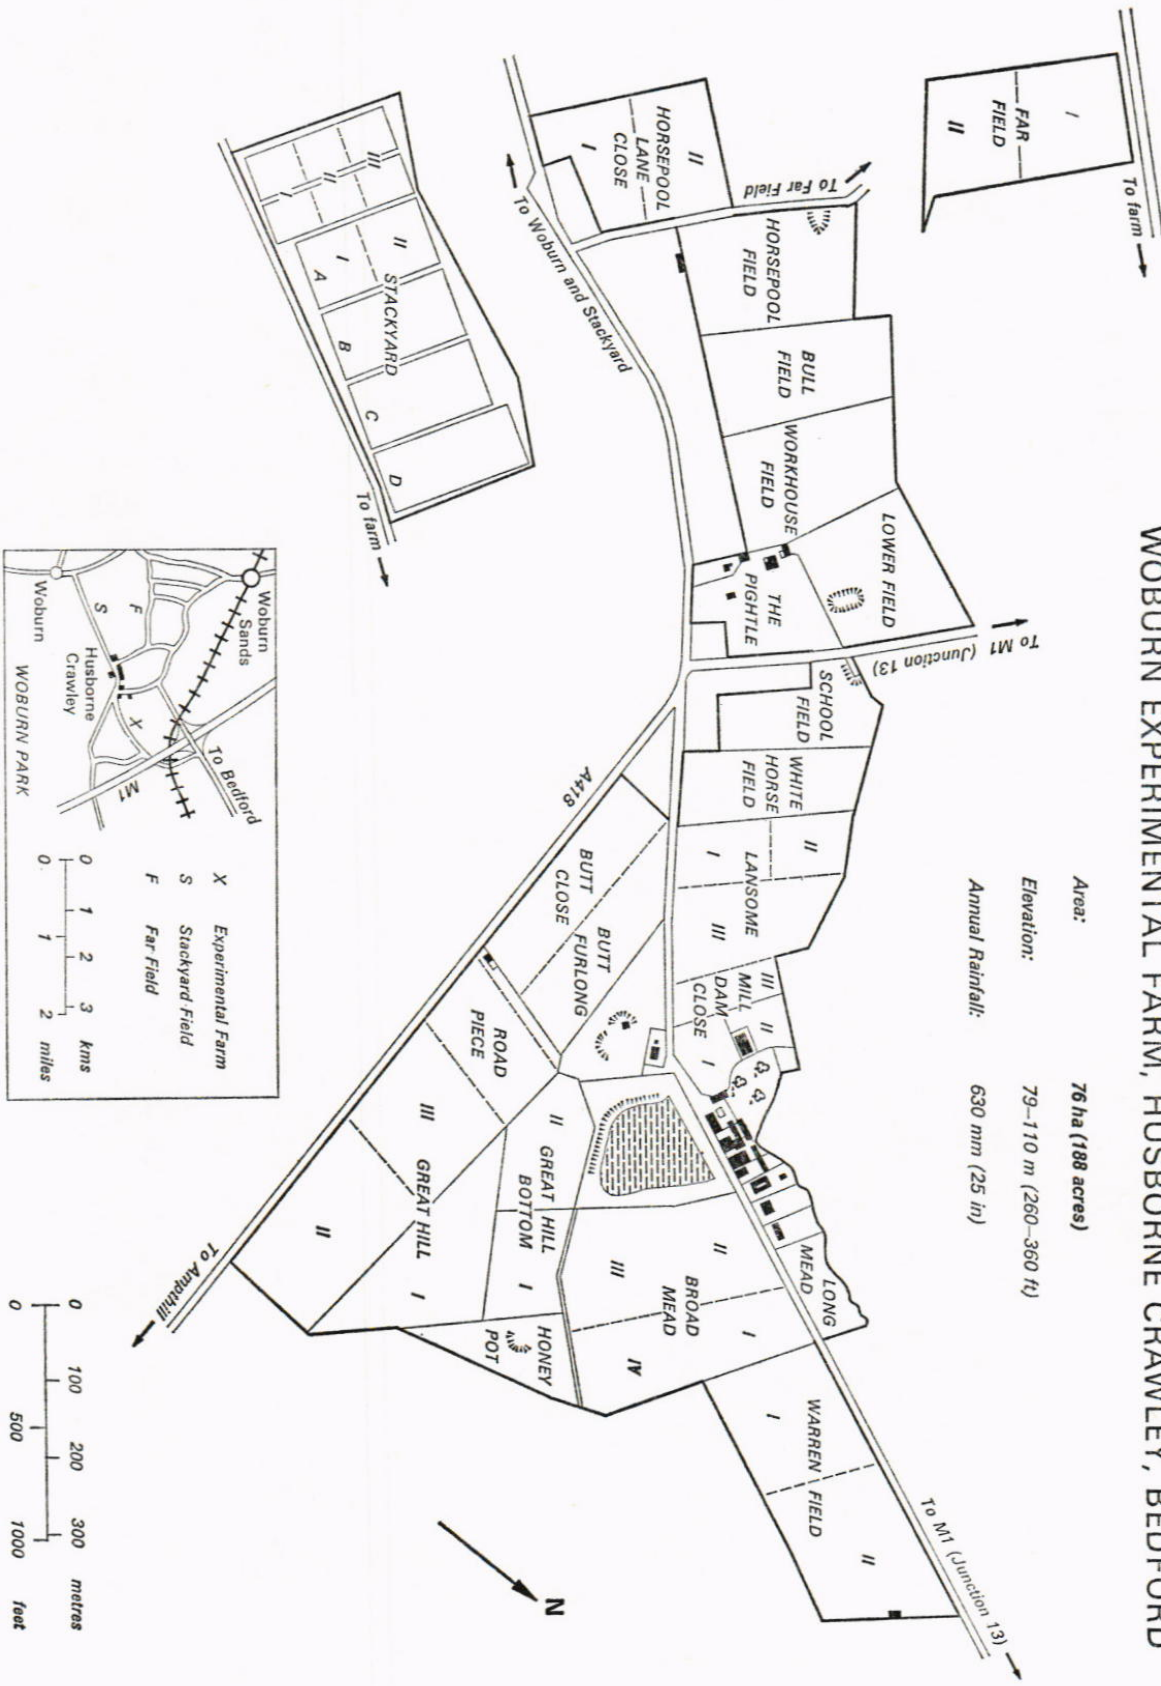 WOBURN EXPERIMENTAL FARM, HUSBORNE CRAWLEY, BEDFORD
Area:
76 ha (188 acres)
Elevation:
79–110 m (260–360 ft)
Annual Rainfall:
630 mm (25 in)
I
FAR
FIELD
II
To farm
To Far Field
II
HORSEPOOL
LANE
CLOSE
I
HORSEPOOL
FIELD
BULL
FIELD
WORKHOUSE
FIELD
LOWER FIELD
THE
PIGHTLE
To M1 (Junction 13)
To Woburn and Stackyard
SCHOOL
FIELD
WHITE
HORSE
FIELD
II
LANSOME
I
III
III
MILL
II
DAM
CLOSE
I
LONG
MEAD
WARREN FIELD
I
II
To M1 (Junction 13)
A418
BUTT
CLOSE
BUTT
FURLONG
ROAD
PIECE
III
GREAT HILL
I
II
II
GREAT HILL
BOTTOM
I
II
BROAD
MEAD
III
I
IV
HONEY
POT
To Ampthill
III
II
I
II
STACKYARD
I
A
B
C
D
To farm
N
Woburn
Sands
To Bedford
F
X
S
M1
Husborne
Crawley
Woburn
WOBURN PARK
X Experimental Farm
S Stackyard Field
F Far Field
0 1 2 3 kms
0 1 2 miles
0 100 200 300 metres
0 500 1000 feet